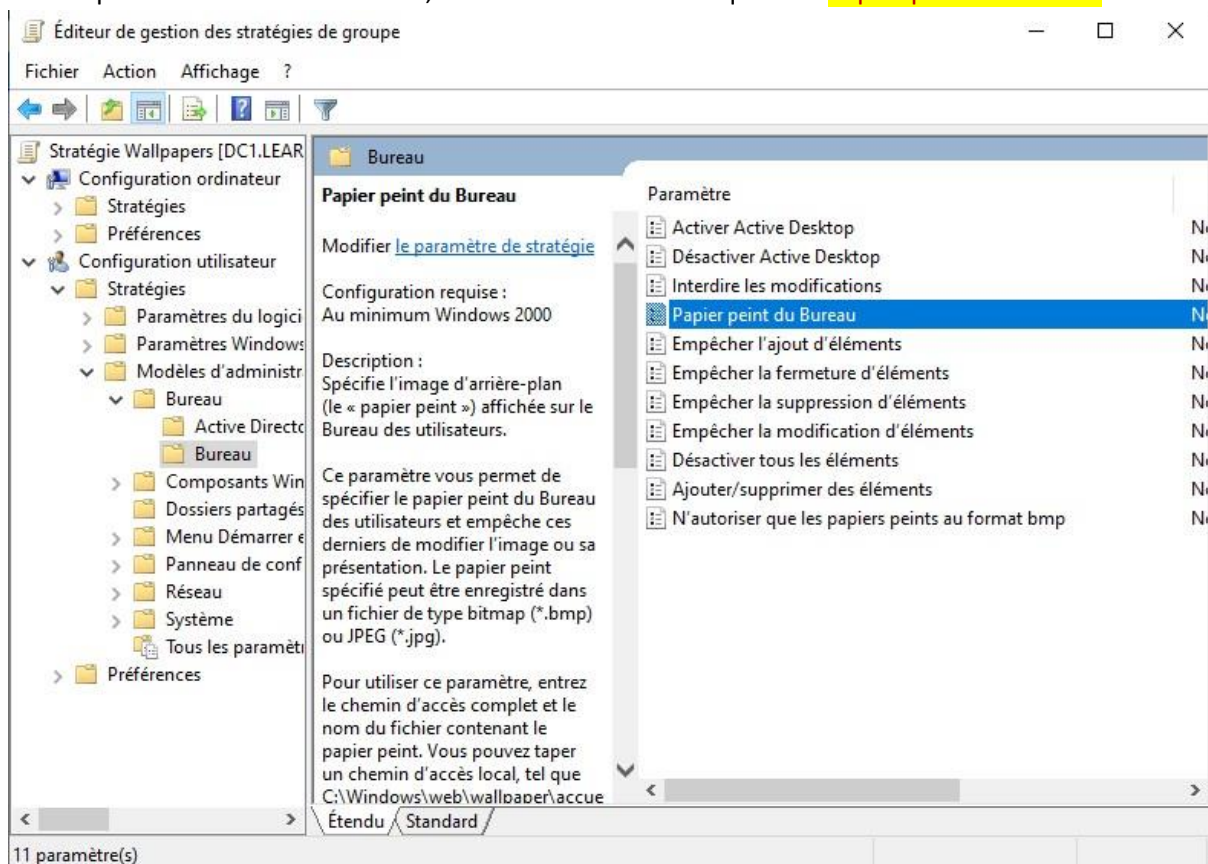 Éditeur de gestion des stratégies de groupe
Fichier Action Affichage ?
Stratégie Wallpapers [DC1.LEAR
Configuration ordinateur
Stratégies
Préférences
Configuration utilisateur
Stratégies
Paramètres du logici
Paramètres Windows
Modèles d'administr
Bureau
Active Directo
Bureau
Composants Win
Dossiers partagés
Menu Démarrer e
Panneau de conf
Réseau
Système
Tous les paramètr
Préférences
Bureau
Papier peint du Bureau
Modifier le paramètre de stratégie
Configuration requise :
Au minimum Windows 2000
Description :
Spécifie l'image d'arrière-plan
(le « papier peint ») affichée sur le
Bureau des utilisateurs.
Ce paramètre vous permet de
spécifier le papier peint du Bureau
des utilisateurs et empêche ces
derniers de modifier l'image ou sa
présentation. Le papier peint
spécifié peut être enregistré dans
un fichier de type bitmap (*.bmp)
ou JPEG (*.jpg).
Pour utiliser ce paramètre, entrez
le chemin d'accès complet et le
nom du fichier contenant le
papier peint. Vous pouvez taper
un chemin d'accès local, tel que
C:\Windows\web\wallpaper\accue
Paramètre
Activer Active Desktop
Désactiver Active Desktop
Interdire les modifications
Papier peint du Bureau
Empêcher l'ajout d'éléments
Empêcher la fermeture d'éléments
Empêcher la suppression d'éléments
Empêcher la modification d'éléments
Désactiver tous les éléments
Ajouter/supprimer des éléments
N'autoriser que les papiers peints au format bmp
Étendu Standard
11 paramètre(s)